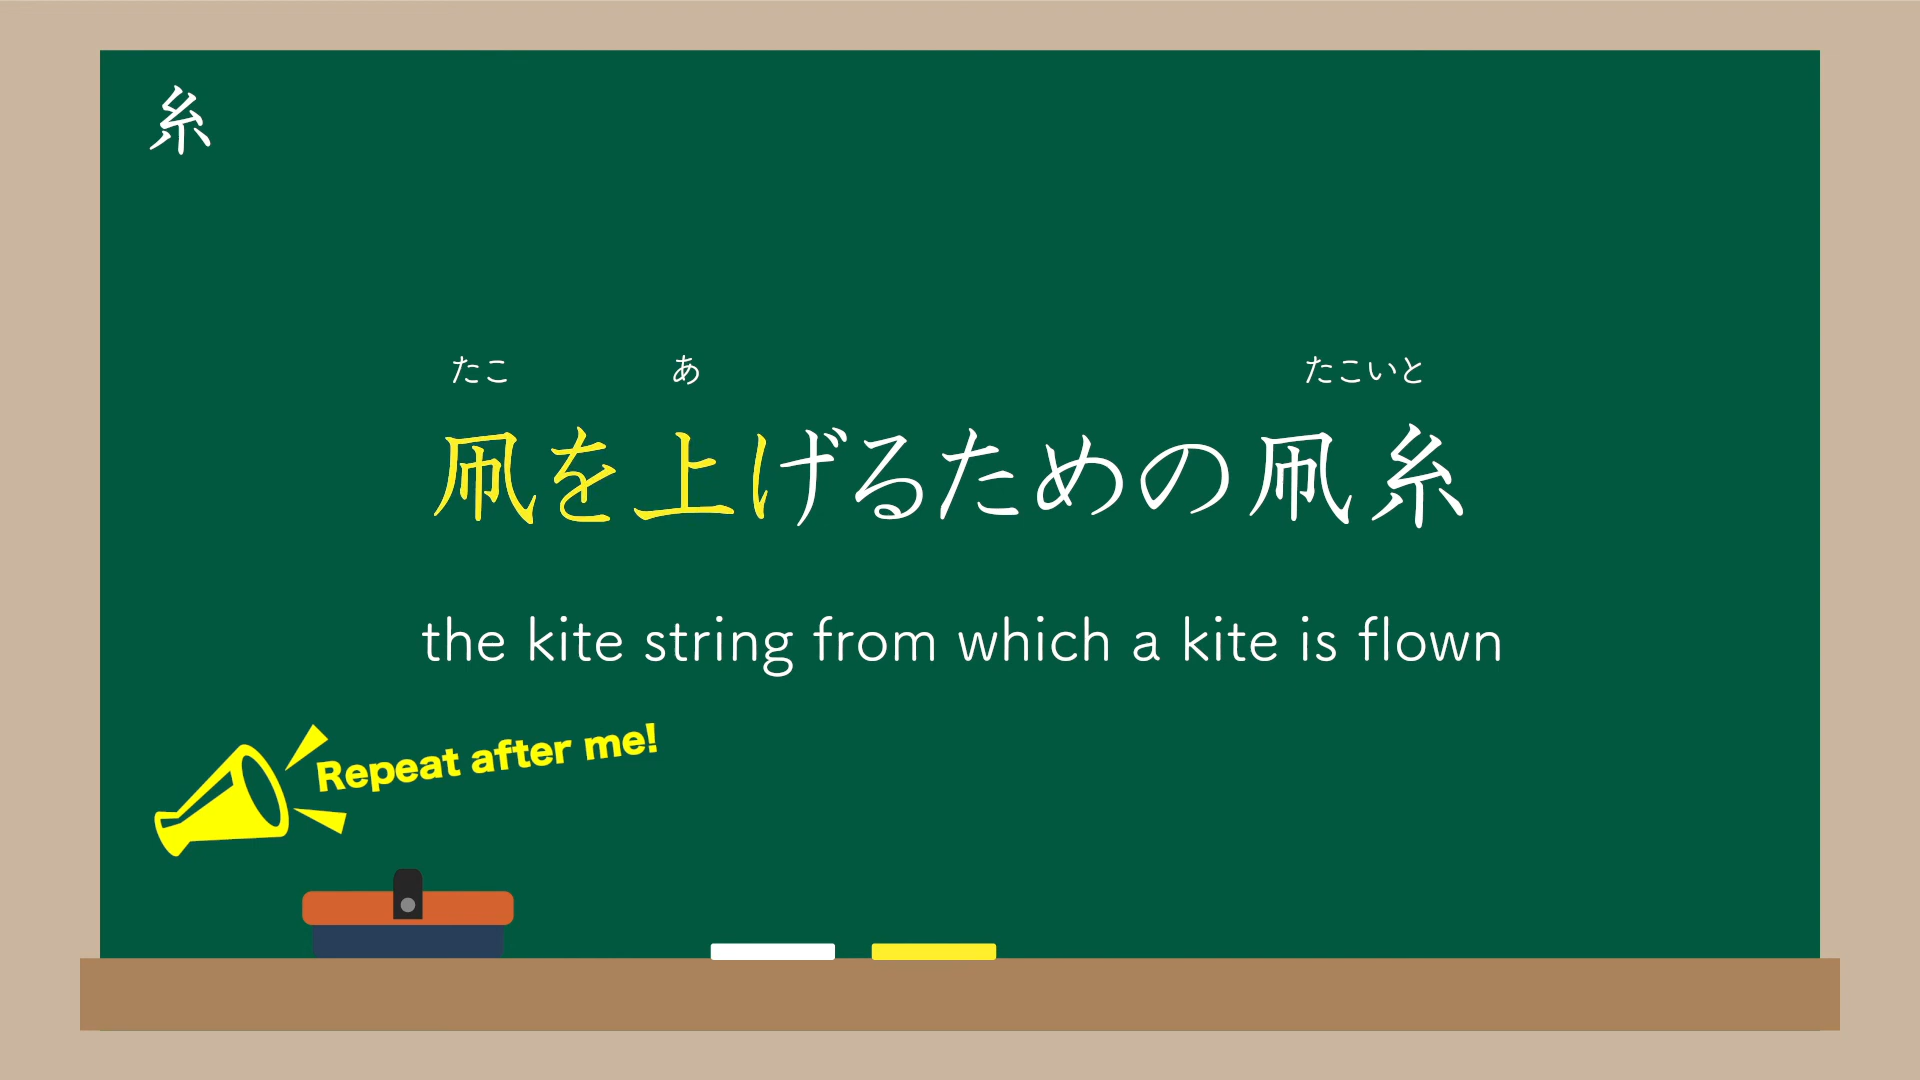 糸
たこ あ たこいと
凧を上げるための凧糸
the kite string from which a kite is flown
Repeat after me!